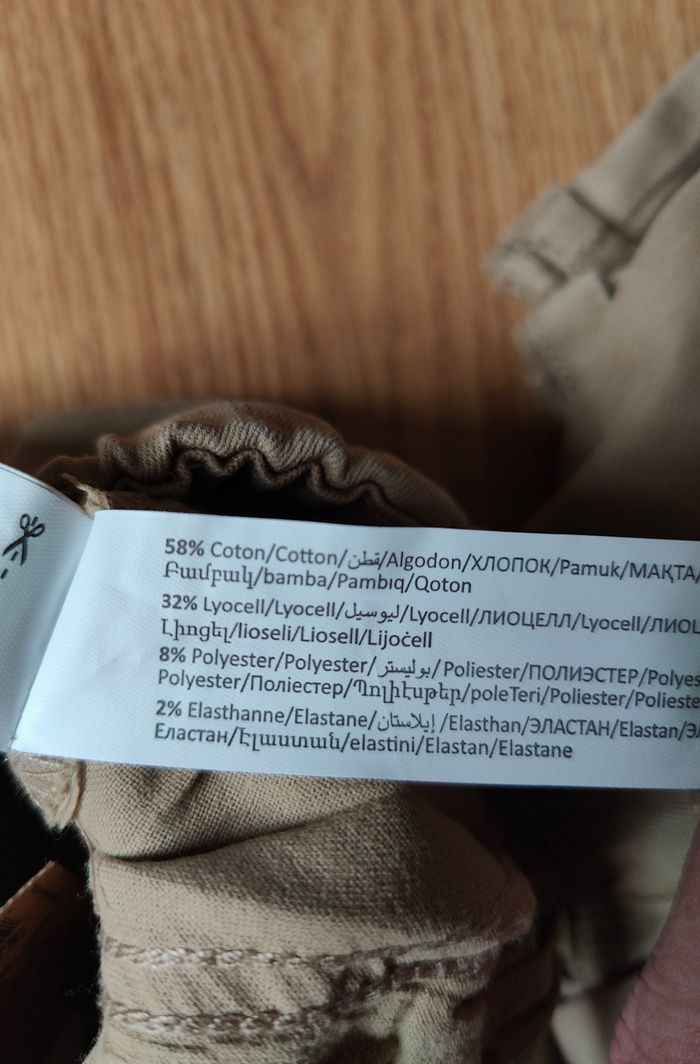 58% Coton/Cotton/قطن/Algodon/ХЛОПОК/Pamuk/МАҚТА/
Բամբակ/bamba/Pambıq/Qoton
32% Lyocell/Lyocell/ليوسيل/Lyocell/ЛИОЦЕЛЛ/Lyocell/ЛИОЦ
Լիոցել/lioseli/Liosell/Lijoċell
8% Polyester/Polyester/بوليستر/Poliester/ПОЛИЭСТЕР/Polyes
Polyester/Поліестер/Պոլիէսթեր/poleTeri/Poliester/Polieste
2% Elasthanne/Elastane/إيلاستان /Elasthan/ЭЛАСТАН/Elastan/Э
Еластан/Էլաստան/elastini/Elastan/Elastane